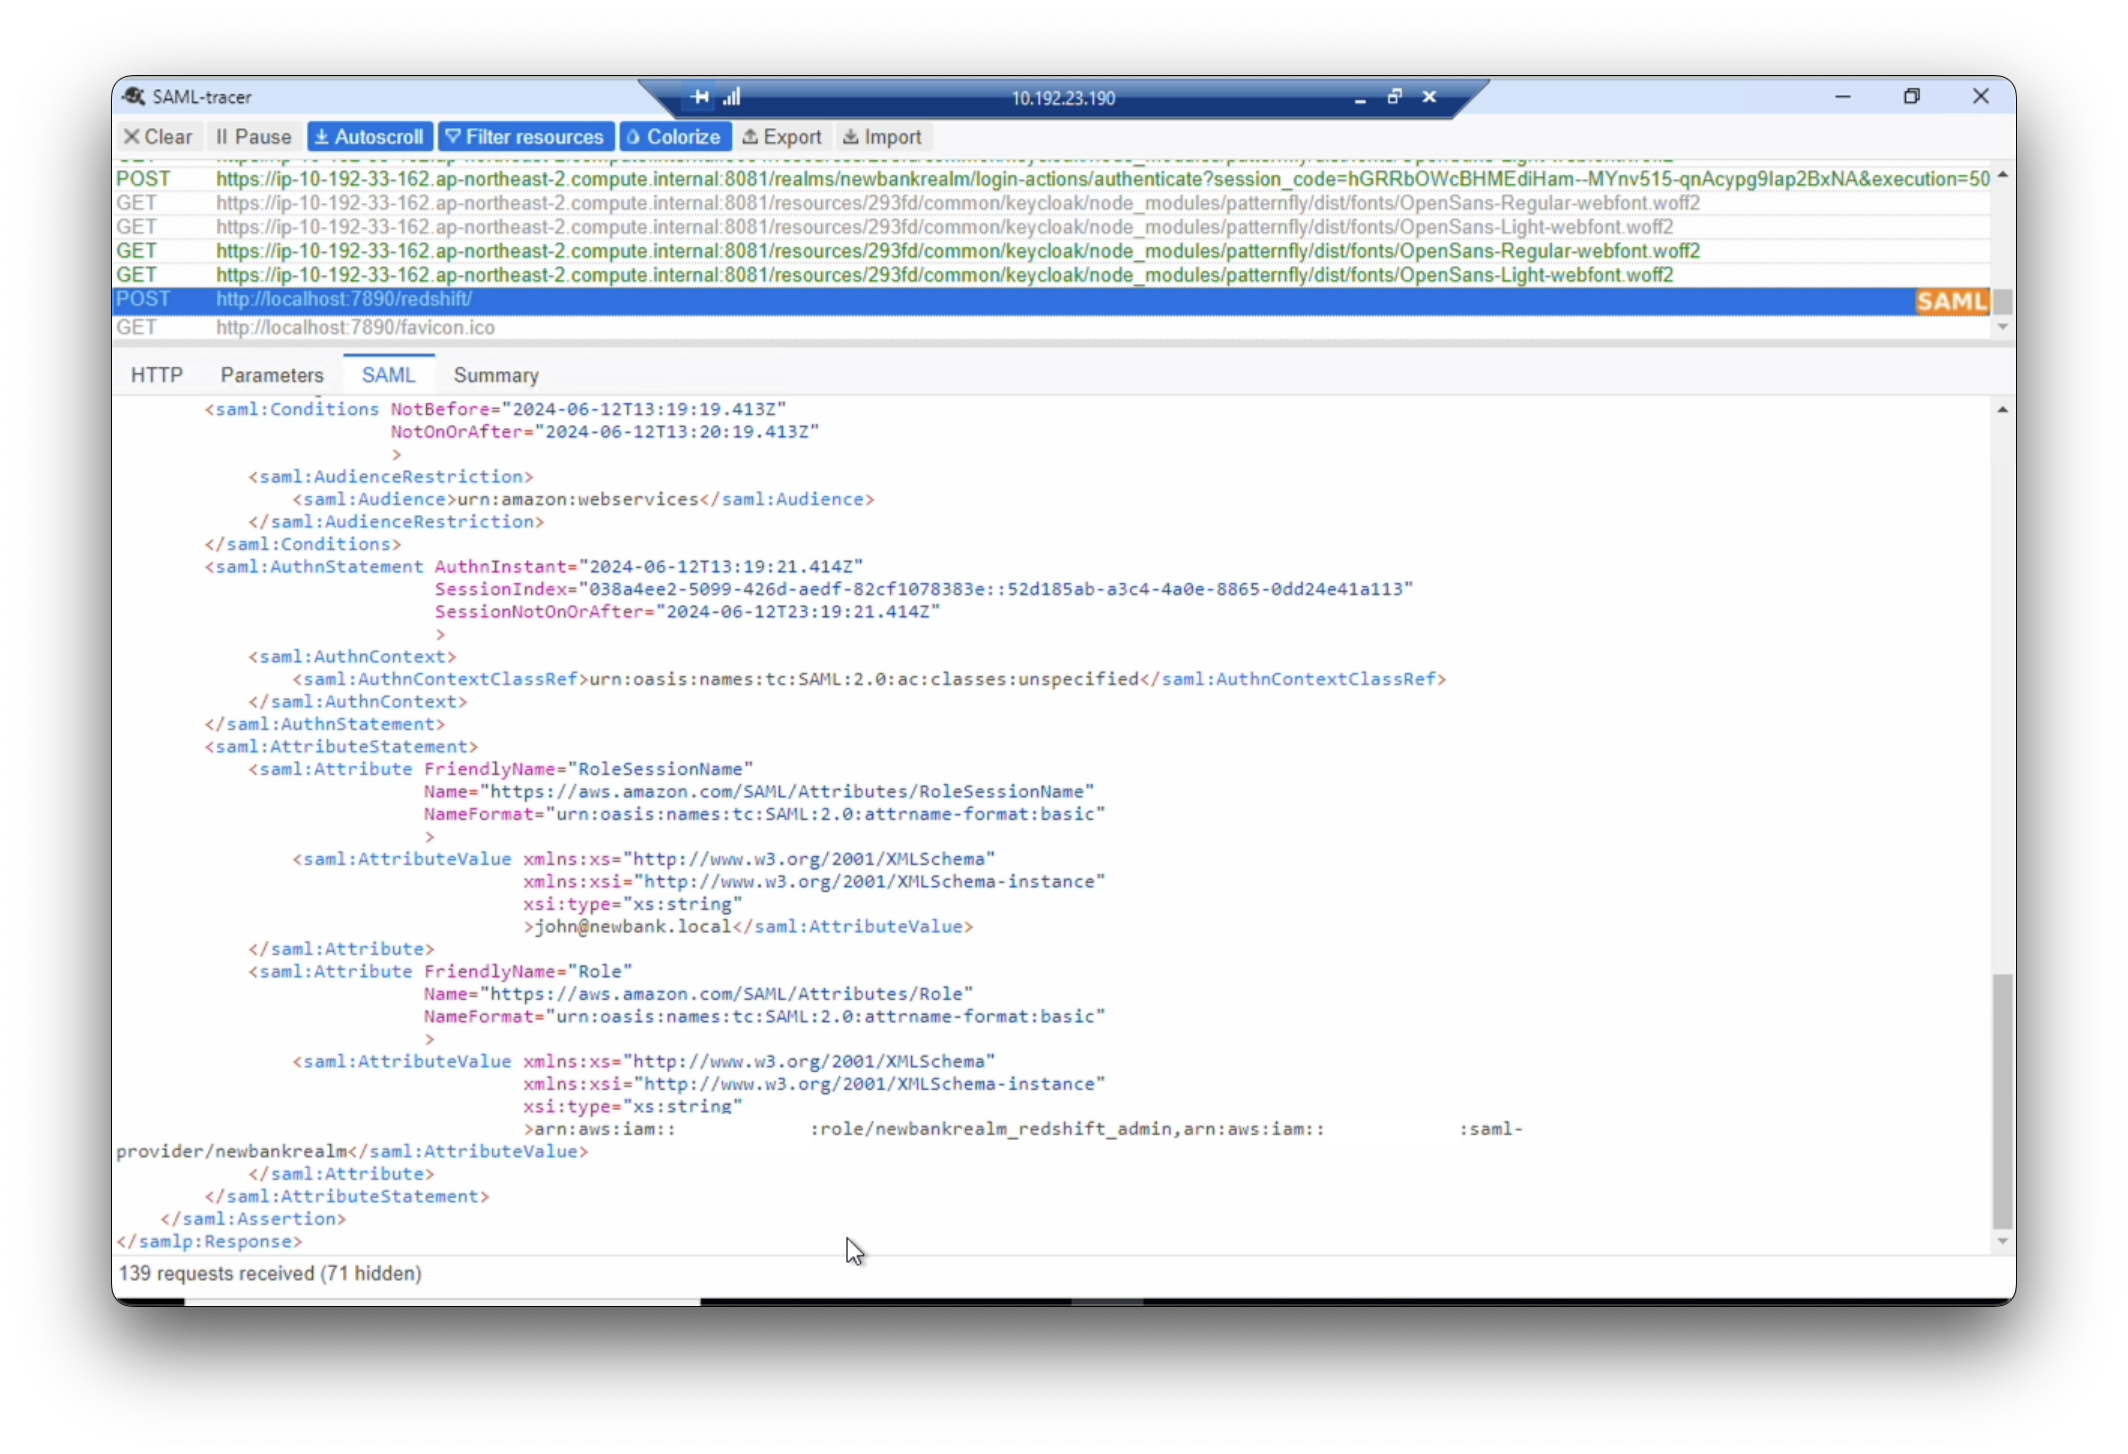 SAML-tracer
10.192.23.190
Clear Pause Autoscroll Filter resources Colorize Export Import
POST https://ip-10-192-33-162.ap-northeast-2.compute.internal:8081/realms/newbankrealm/login-actions/authenticate?session_code=hGRRbOWcBHMEdiHam--MYnv515-qnAcypg9Iap2BxNA&execution=50
GET https://ip-10-192-33-162.ap-northeast-2.compute.internal:8081/resources/293fd/common/keycloak/node_modules/patternfly/dist/fonts/OpenSans-Regular-webfont.woff2
GET https://ip-10-192-33-162.ap-northeast-2.compute.internal:8081/resources/293fd/common/keycloak/node_modules/patternfly/dist/fonts/OpenSans-Light-webfont.woff2
GET https://ip-10-192-33-162.ap-northeast-2.compute.internal:8081/resources/293fd/common/keycloak/node_modules/patternfly/dist/fonts/OpenSans-Regular-webfont.woff2
GET https://ip-10-192-33-162.ap-northeast-2.compute.internal:8081/resources/293fd/common/keycloak/node_modules/patternfly/dist/fonts/OpenSans-Light-webfont.woff2
POST http://localhost:7890/redshift/ SAML
GET http://localhost:7890/favicon.ico
HTTP Parameters SAML Summary
<saml:Conditions NotBefore="2024-06-12T13:19:19.413Z"
NotOnOrAfter="2024-06-12T13:20:19.413Z"
>
<saml:AudienceRestriction>
<saml:Audience>urn:amazon:webservices</saml:Audience>
</saml:AudienceRestriction>
</saml:Conditions>
<saml:AuthnStatement AuthnInstant="2024-06-12T13:19:21.414Z"
SessionIndex="038a4ee2-5099-426d-aedf-82cf1078383e::52d185ab-a3c4-4a0e-8865-0dd24e41a113"
SessionNotOnOrAfter="2024-06-12T23:19:21.414Z"
>
<saml:AuthnContext>
<saml:AuthnContextClassRef>urn:oasis:names:tc:SAML:2.0:ac:classes:unspecified</saml:AuthnContextClassRef>
</saml:AuthnContext>
</saml:AuthnStatement>
<saml:AttributeStatement>
<saml:Attribute FriendlyName="RoleSessionName"
Name="https://aws.amazon.com/SAML/Attributes/RoleSessionName"
NameFormat="urn:oasis:names:tc:SAML:2.0:attrname-format:basic"
>
<saml:AttributeValue xmlns:xs="http://www.w3.org/2001/XMLSchema"
xmlns:xsi="http://www.w3.org/2001/XMLSchema-instance"
xsi:type="xs:string"
>john@newbank.local</saml:AttributeValue>
</saml:Attribute>
<saml:Attribute FriendlyName="Role"
Name="https://aws.amazon.com/SAML/Attributes/Role"
NameFormat="urn:oasis:names:tc:SAML:2.0:attrname-format:basic"
>
<saml:AttributeValue xmlns:xs="http://www.w3.org/2001/XMLSchema"
xmlns:xsi="http://www.w3.org/2001/XMLSchema-instance"
xsi:type="xs:string"
>arn:aws:iam:: :role/newbankrealm_redshift_admin,arn:aws:iam:: :saml-
provider/newbankrealm</saml:AttributeValue>
</saml:Attribute>
</saml:AttributeStatement>
</saml:Assertion>
</samlp:Response>
139 requests received (71 hidden)